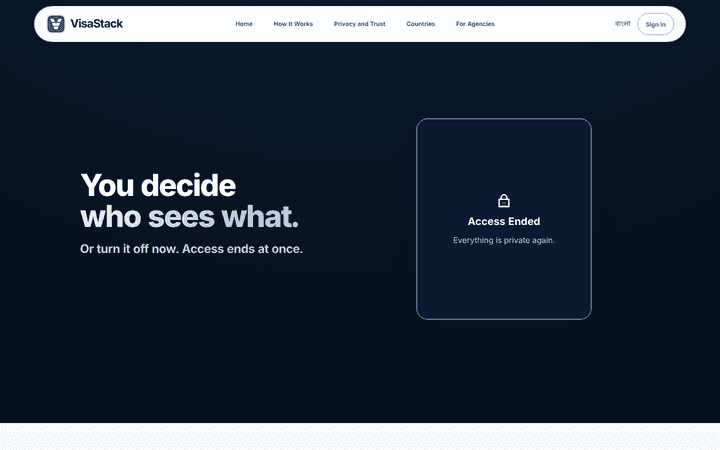 VisaStack
Home
How It Works
Privacy and Trust
Countries
For Agencies
বাংলা
Sign In
You decide
who sees what.
Or turn it off now. Access ends at once.
Access Ended
Everything is private again.